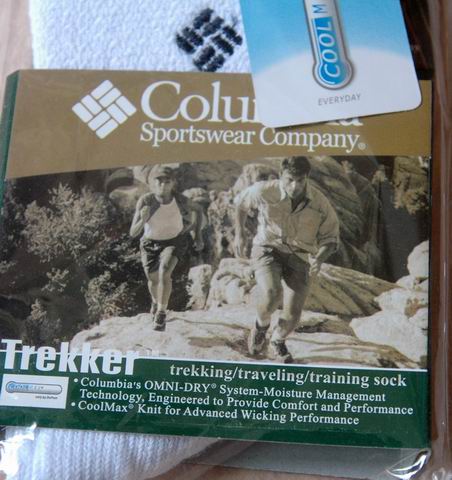 COOL M
EVERYDAY
Columbia
Sportswear Company®
Trekker
trekking/traveling/training sock
• Columbia's OMNI-DRY® System-Moisture Management
Technology, Engineered to Provide Comfort and Performance
• CoolMax® Knit for Advanced Wicking Performance